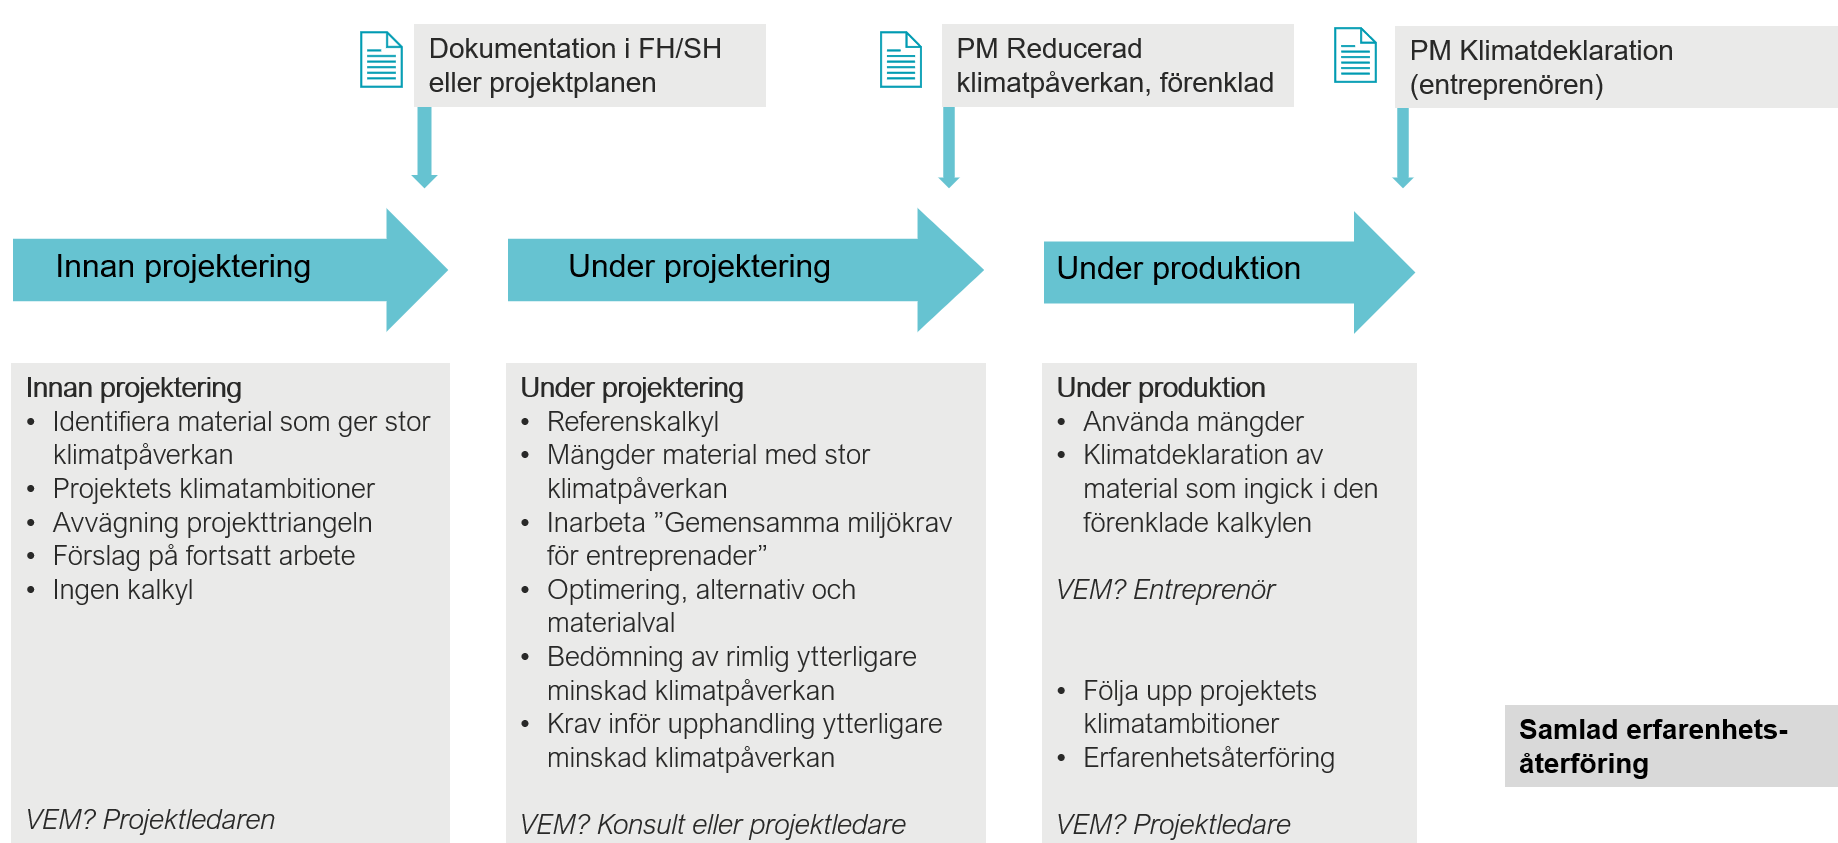 Dokumentation i FH/SH
eller projektplanen
PM Reducerad
klimatpåverkan, förenklad
PM Klimatdeklaration
(entreprenören)
Innan projektering
Under projektering
Under produktion
Innan projektering
• Identifiera material som ger stor
klimatpåverkan
• Projektets klimatambitioner
• Avvägning projekttriangeln
• Förslag på fortsatt arbete
• Ingen kalkyl
VEM? Projektledaren
Under projektering
• Referenskalkyl
• Mängder material med stor
klimatpåverkan
• Inarbeta ”Gemensamma miljökrav
för entreprenader”
• Optimering, alternativ och
materialval
• Bedömning av rimlig ytterligare
minskad klimatpåverkan
• Krav inför upphandling ytterligare
minskad klimatpåverkan
VEM? Konsult eller projektledare
Under produktion
• Använda mängder
• Klimatdeklaration av
material som ingick i den
förenklade kalkylen
VEM? Entreprenör
• Följa upp projektets
klimatambitioner
• Erfarenhetsåterföring
VEM? Projektledare
Samlad erfarenhets-
återföring